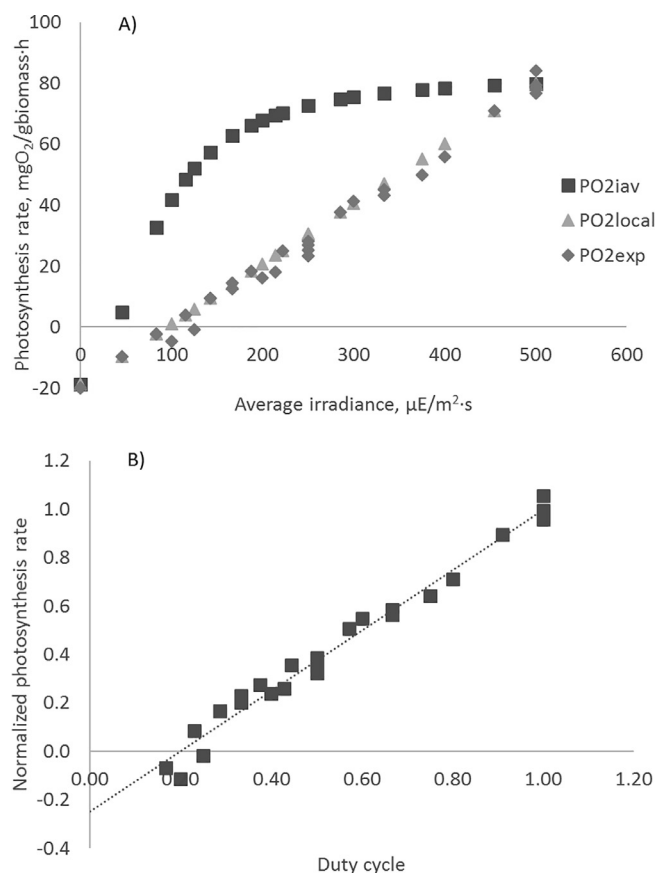 A)
Photosynthesis rate, mgO₂/gbiomass·h
100
80
60
40
20
0
-20
0 100 200 300 400 500 600
Average irradiance, µE/m²·s
PO2iav
PO2local
PO2exp
B)
Normalized photosynthesis rate
1.2
1.0
0.8
0.6
0.4
0.2
0.0
-0.2
-0.4
0.00 0.20 0.40 0.60 0.80 1.00 1.20
Duty cycle